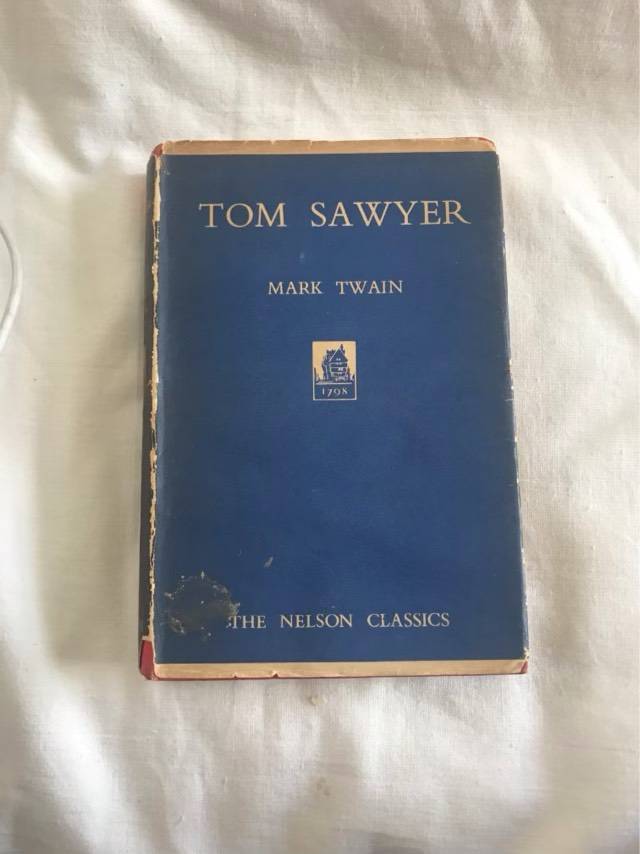 TOM SAWYER
MARK TWAIN
1798
THE NELSON CLASSICS